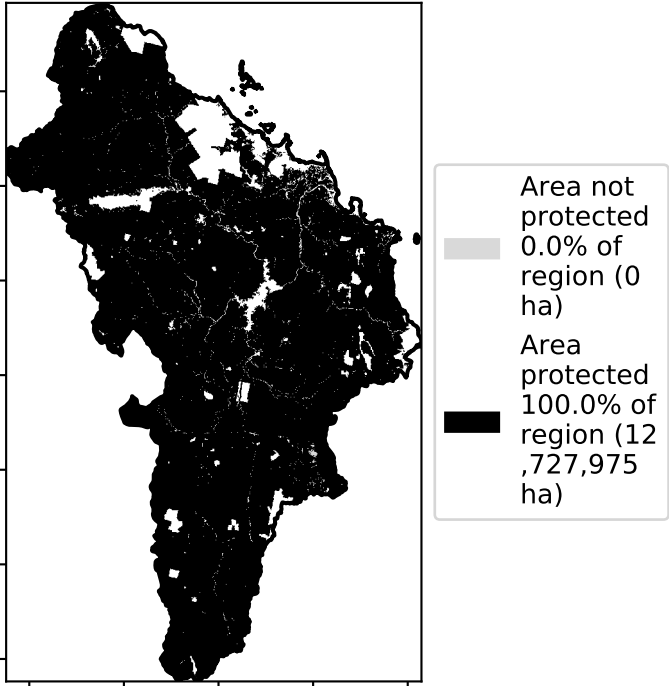 Area not
protected
0.0% of
region (0
ha)
Area
protected
100.0% of
region (12
,727,975
ha)